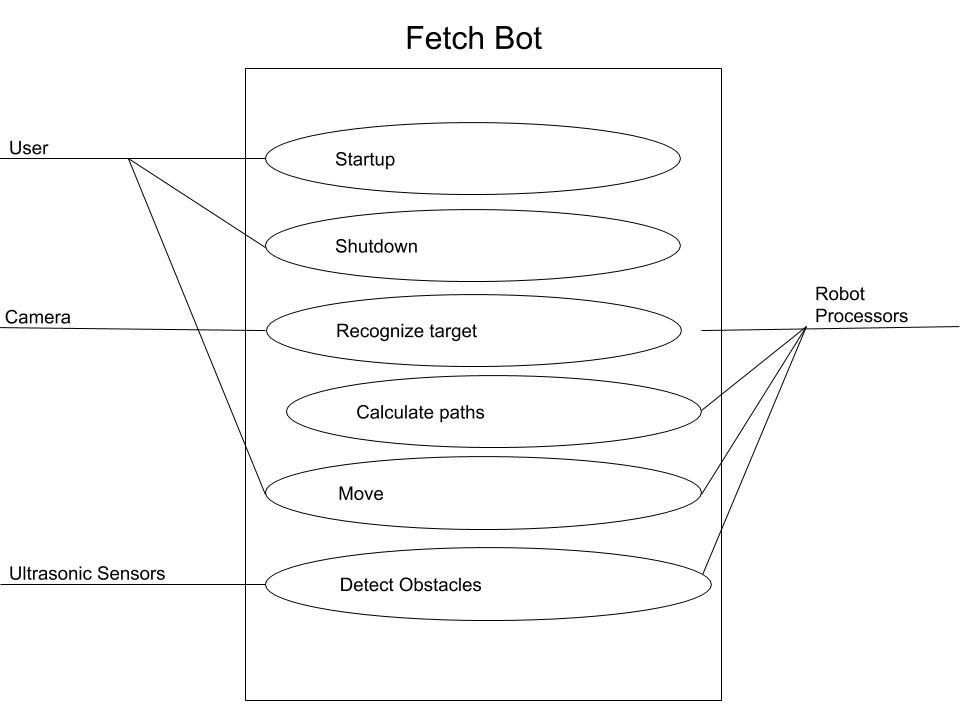 Fetch Bot
User
Startup
Shutdown
Camera
Recognize target
Robot
Processors
Calculate paths
Move
Ultrasonic Sensors
Detect Obstacles